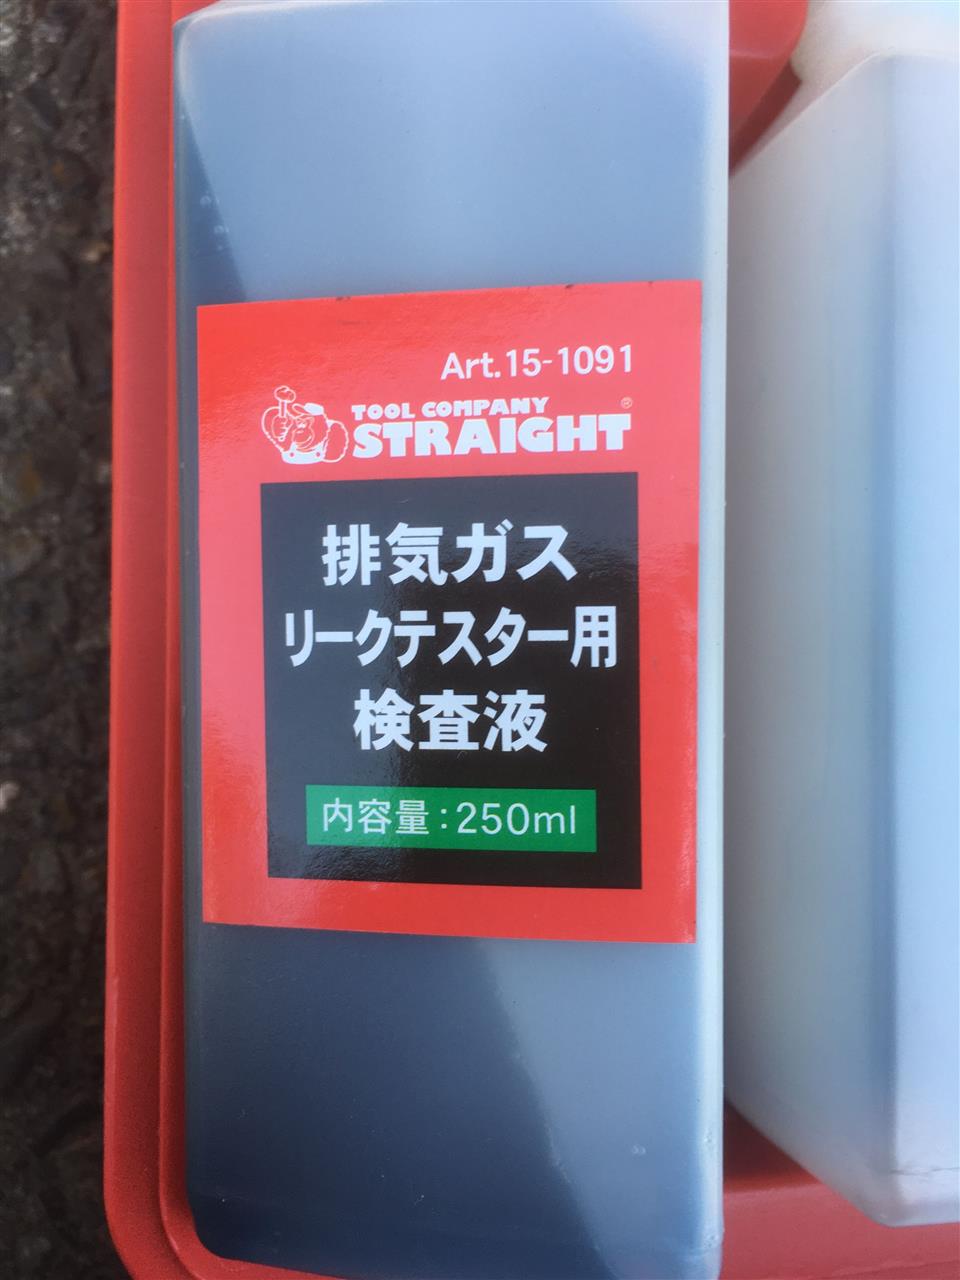 Art.15-1091
TOOL COMPANY
STRAIGHT®
排気ガス
リークテスター用
検査液
内容量：250ml